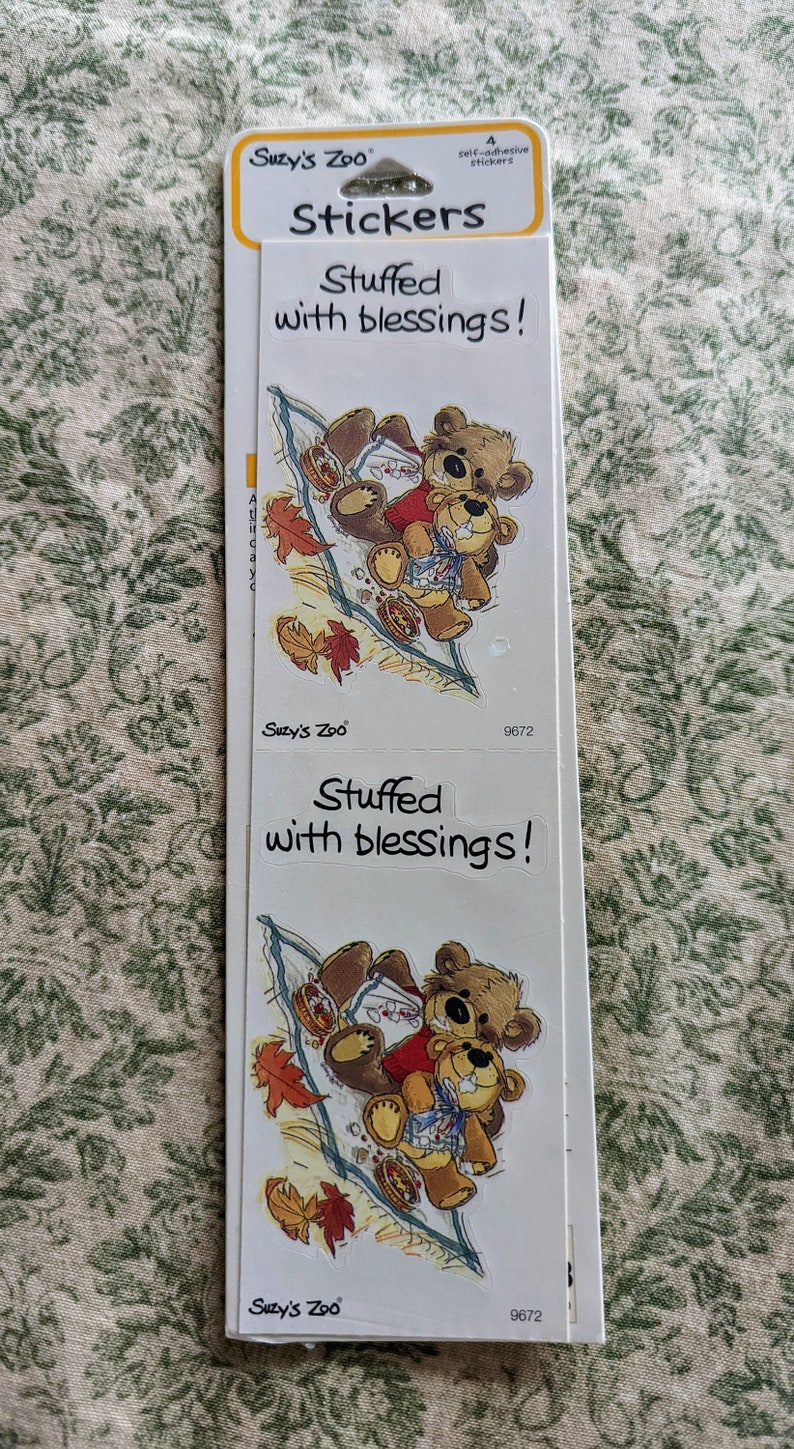 Suzy's Zoo®
4
self-adhesive
stickers
Stickers
Stuffed
with blessings!
Suzy's Zoo®
9672
Stuffed
with blessings!
Suzy's Zoo®
9672